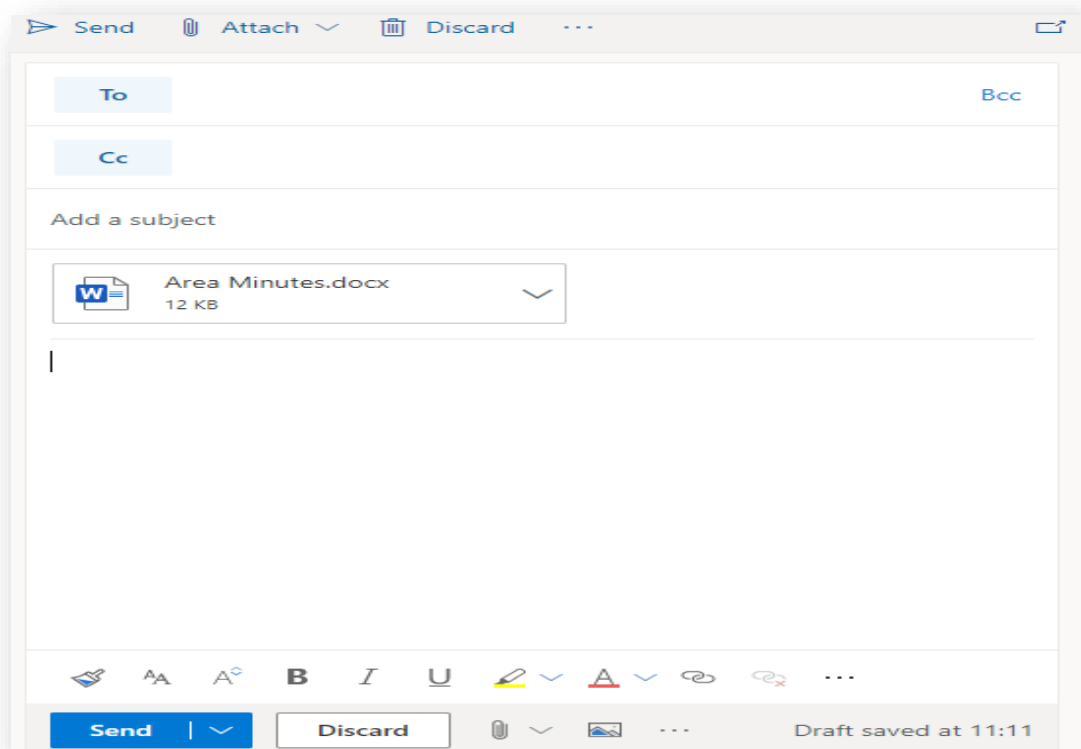 Send Attach Discard ...
To Bcc
Cc
Add a subject
W Area Minutes.docx
12 KB
AA A B I U A ...
Send Discard ... Draft saved at 11:11